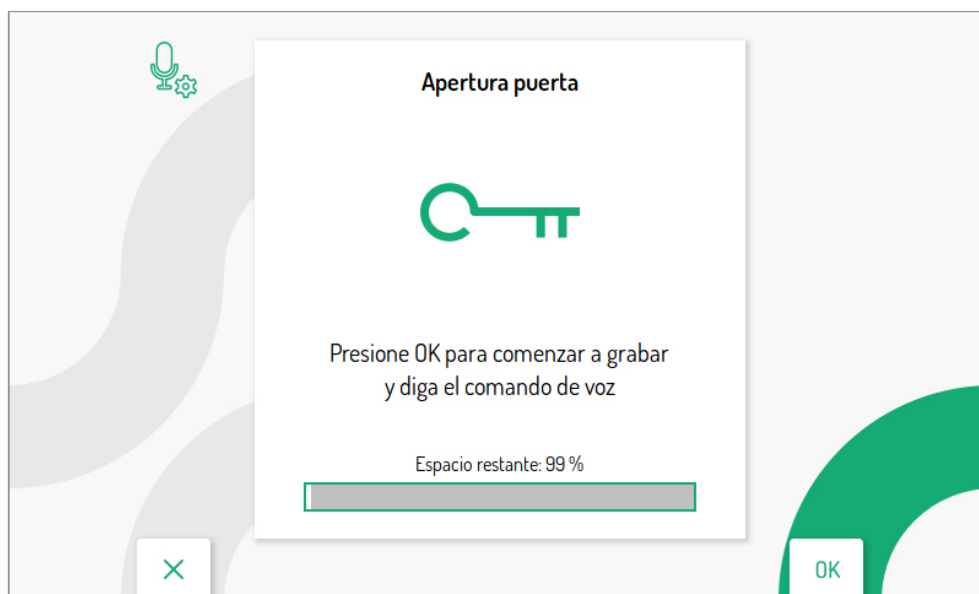 Apertura puerta
Presione OK para comenzar a grabar
y diga el comando de voz
Espacio restante: 99 %
OK